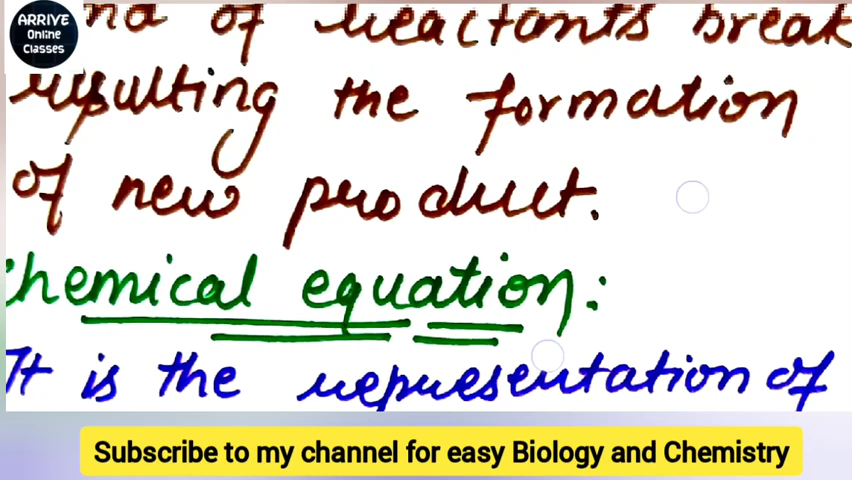 ARRIVE
Online
Classes
of reactants break
resulting the formation
of new product.
chemical equation:
It is the representation of
Subscribe to my channel for easy Biology and Chemistry